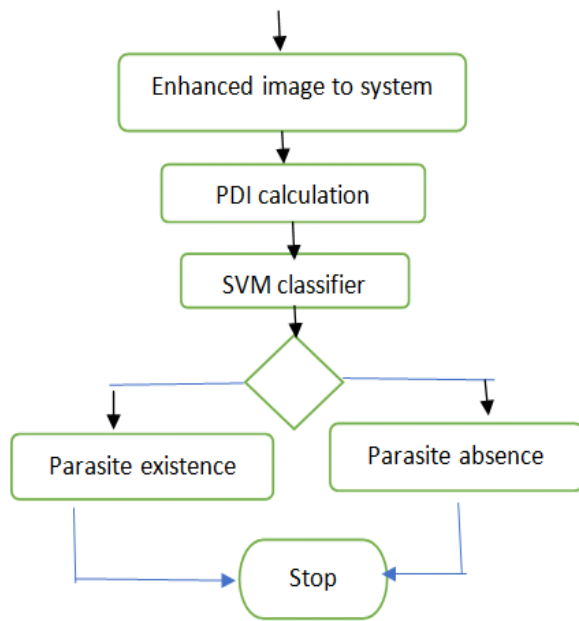 Enhanced image to system
PDI calculation
SVM classifier
Parasite existence
Parasite absence
Stop